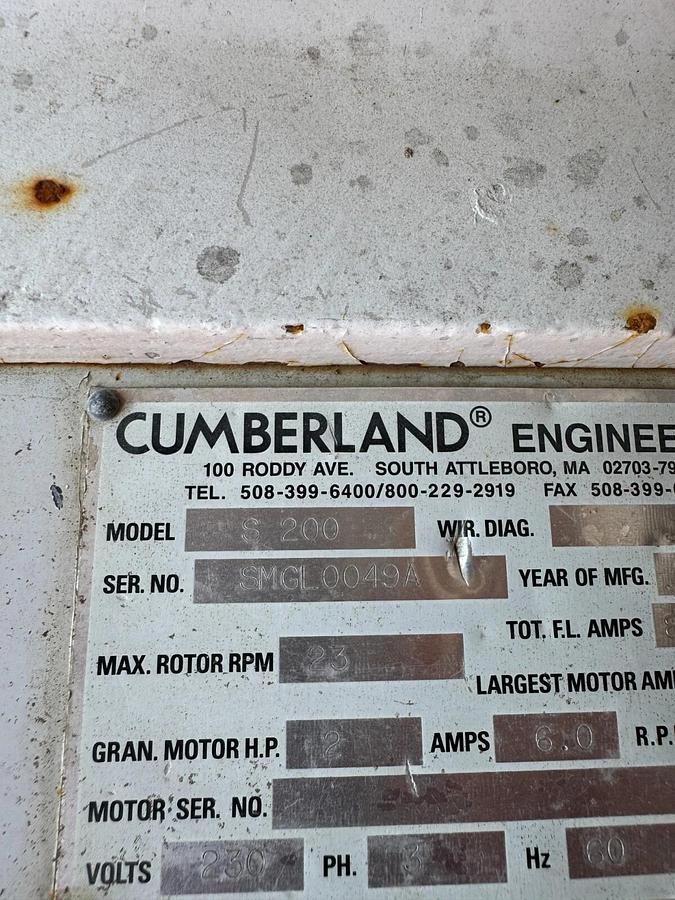 CUMBERLAND® ENGINEE
100 RODDY AVE. SOUTH ATTLEBORO, MA 02703-79
TEL. 508-399-6400/800-229-2919 FAX 508-399-
MODEL S 200 WIR. DIAG.
SER. NO. SMGL0049A YEAR OF MFG.
TOT. F.L. AMPS
MAX. ROTOR RPM 23
LARGEST MOTOR AM
GRAN. MOTOR H.P. 2 AMPS 6.0 R.P.
MOTOR SER. NO.
VOLTS 230 PH. 3 Hz 60